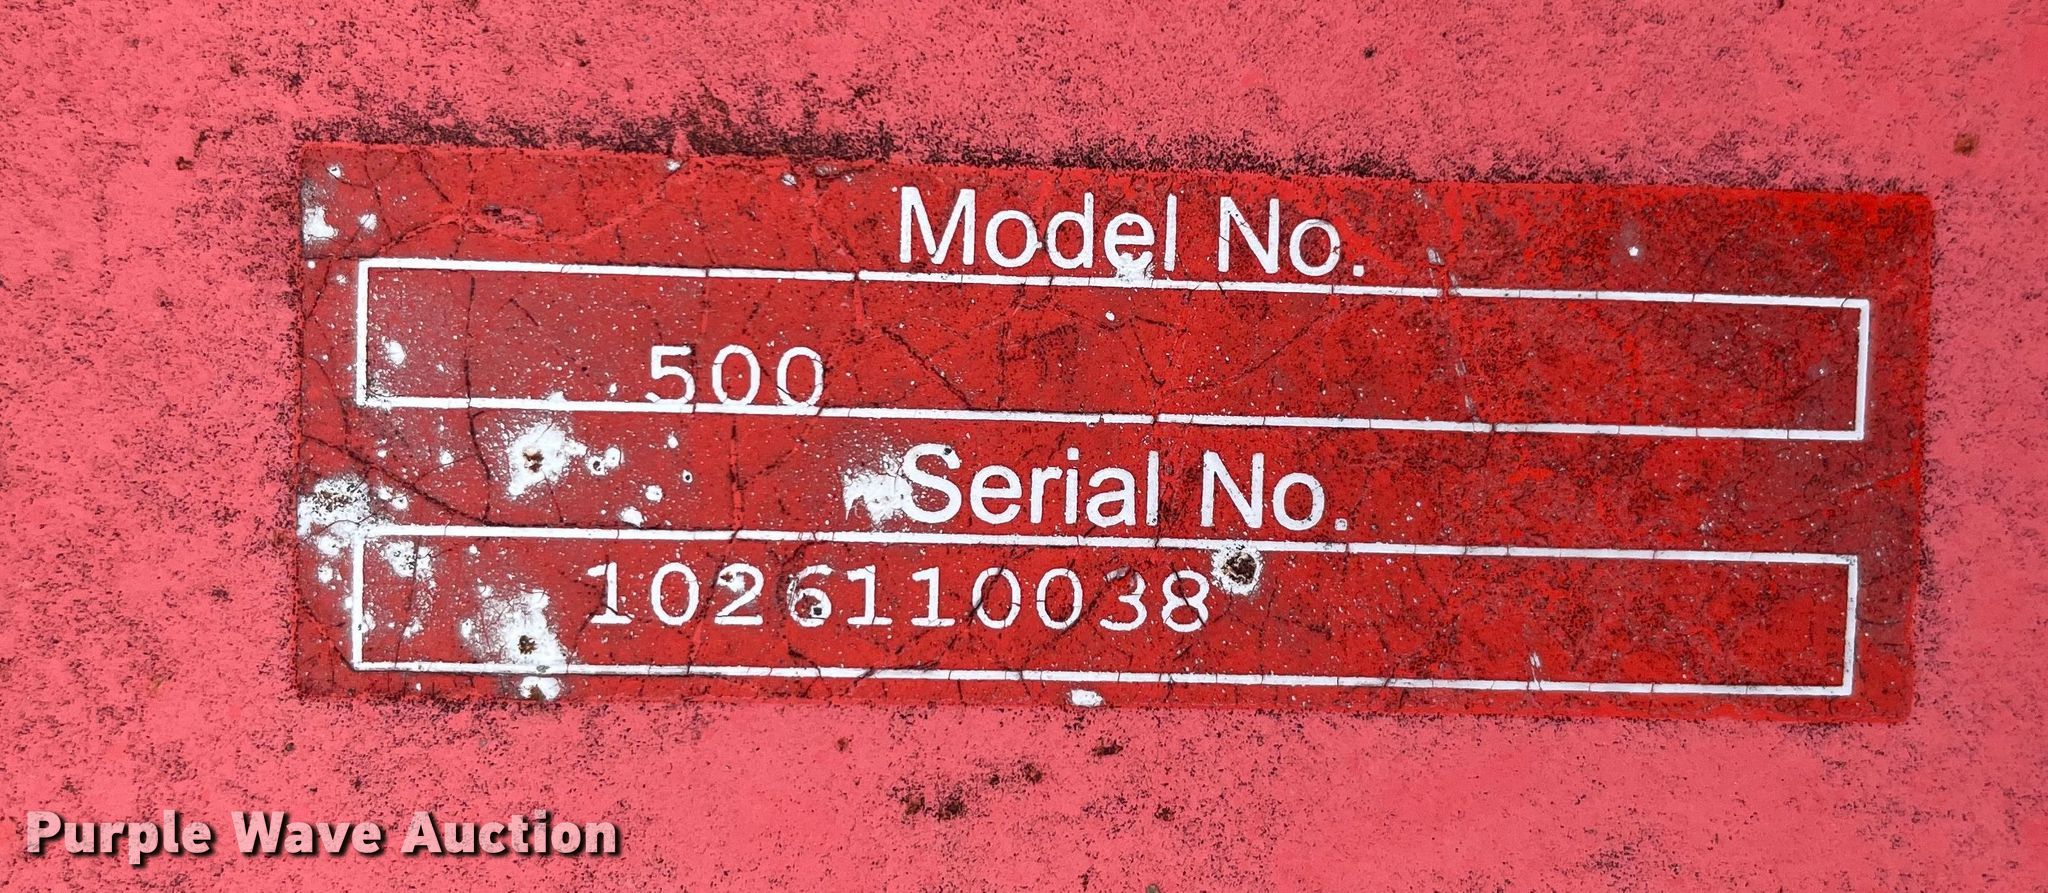 Model No.
500
Serial No.
1026110038
Purple Wave Auction